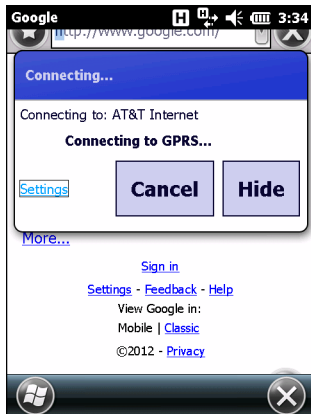 Google H H 3:34
http://www.google.com/
Connecting...
Connecting to: AT&T Internet
Connecting to GPRS...
Settings Cancel Hide
More...
Sign in
Settings - Feedback - Help
View Google in:
Mobile | Classic
©2012 - Privacy